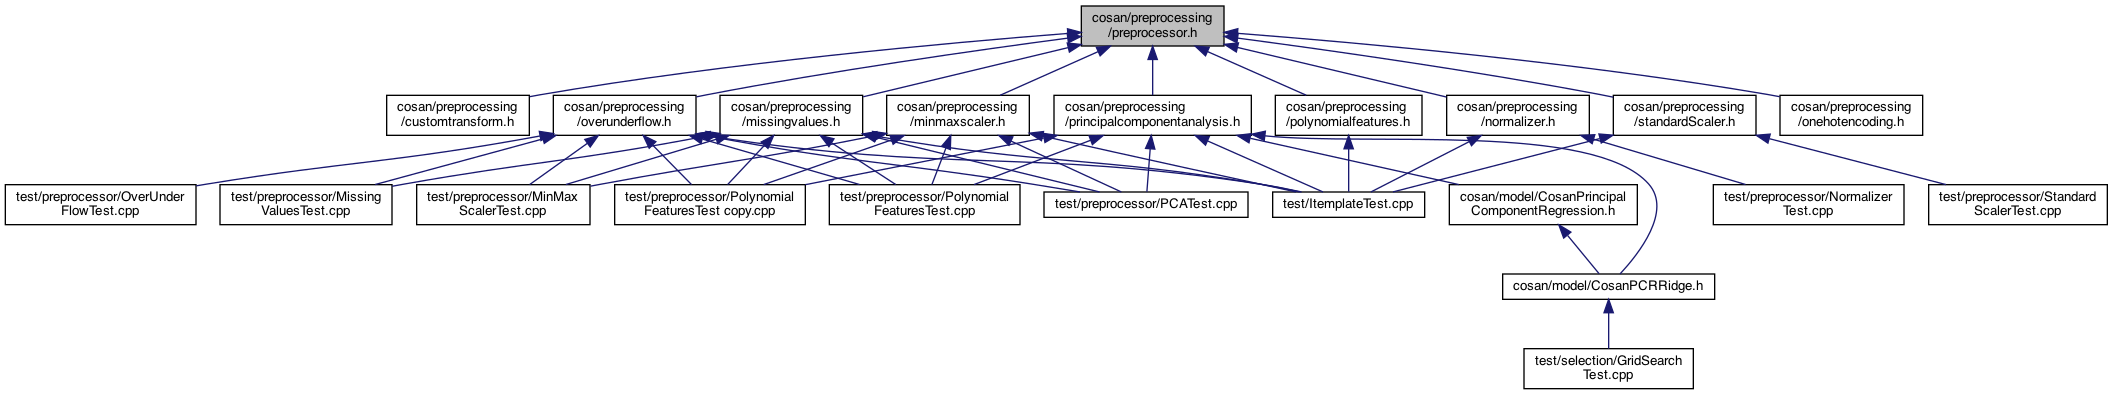 cosan/preprocessing
/preprocessor.h
cosan/preprocessing
/customtransform.h
cosan/preprocessing
/overunderflow.h
cosan/preprocessing
/missingvalues.h
cosan/preprocessing
/minmaxscaler.h
cosan/preprocessing
/principalcomponentanalysis.h
cosan/preprocessing
/polynomialfeatures.h
cosan/preprocessing
/normalizer.h
cosan/preprocessing
/standardScaler.h
cosan/preprocessing
/onehotencoding.h
test/preprocessor/OverUnder
FlowTest.cpp
test/preprocessor/Missing
ValuesTest.cpp
test/preprocessor/MinMax
ScalerTest.cpp
test/preprocessor/Polynomial
FeaturesTest copy.cpp
test/preprocessor/Polynomial
FeaturesTest.cpp
test/preprocessor/PCATest.cpp
test/ItemplateTest.cpp
cosan/model/CosanPrincipal
ComponentRegression.h
test/preprocessor/Normalizer
Test.cpp
test/preprocessor/Standard
ScalerTest.cpp
cosan/model/CosanPCRRidge.h
test/selection/GridSearch
Test.cpp